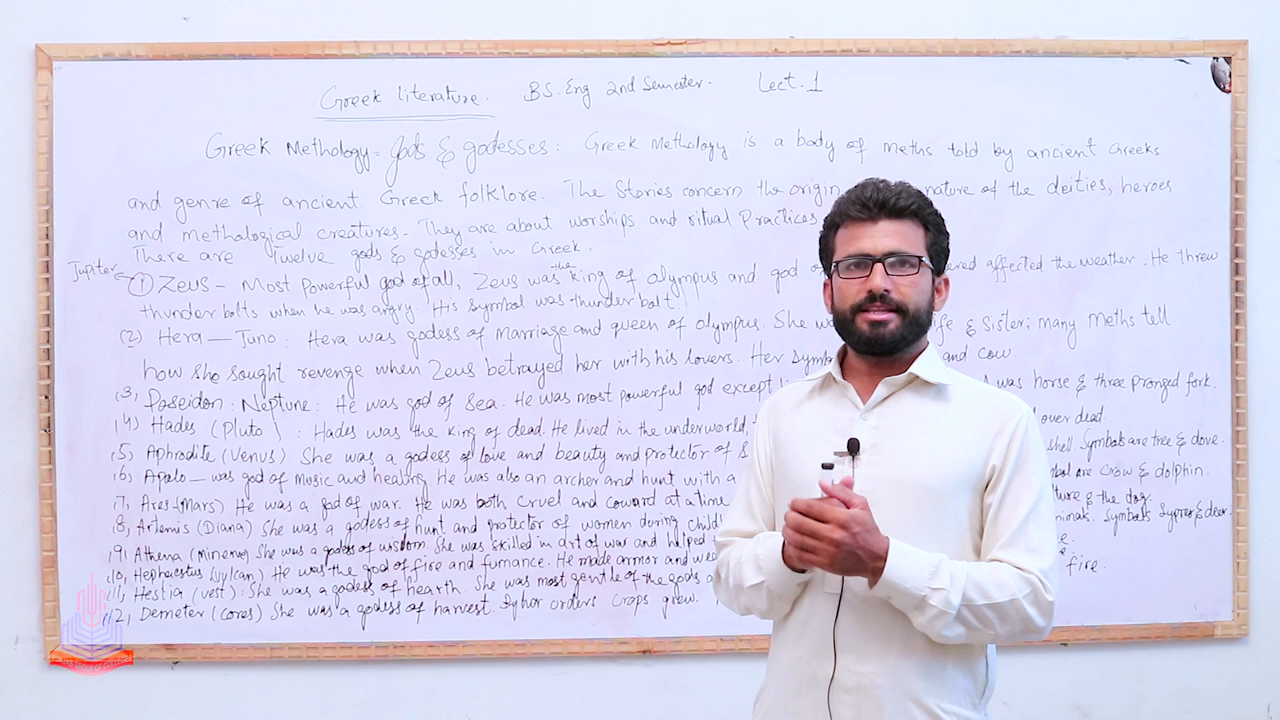 Greek Literature. BS. Eng 2nd Semester. Lect. 1
Greek Methology = gods & godesses: Greek Methology is a body of meths told by ancient Greeks
and genre of ancient Greek folklore. The Stories concern the origin nature of the deities, heroes
and methalogical creatures. They are about worships and ritual Practices
There are Twelve gods & godesses in Greek.
Jupiter
(1) Zeus - Most powerful god of all, Zeus was the king of olympus and god of affected the weather. He threw
thunder bolts when he was angry. His symbol was thunder bolt.
(2) Hera — Juno: Hera was godess of Marriage and queen of olympus. She & Sister; many Meths tell
how she sought revenge when Zeus betrayed her with his lovers. Her and cow.
(3) Poseidon: Neptune: He was god of Sea. He was most powerful god except was horse & three pronged fork.
(4) Hades (Pluto): Hades was the King of dead. He lived in the underworld over dead
(5) Aphrodite (Venus) She was a godess of love and beauty and protector of shell. Symbols are tree & dove.
(6) Apalo — was god of Music and healing. He was also an archer and hunt with a are Crow & dolphin.
(7) Ares (Mars) He was a god of war. He was both Cruel and Coward at a time & the dog.
(8) Artemis (Diana) She was a godess of hunt and protector of women during Symbols Sypres & deer.
(9) Athena (Minerva) She was a godess of wisdom. She was skilled in art of war and helped
(10) Hephaestus (Vulcan) He was the god of fire and furnance. He made armor and fire.
(11) Hestia (Vest): She was a godess of hearth. She was most gentle of the gods
(12) Demeter (Cores) She was a godess of harvest. By her orders Crops grew.